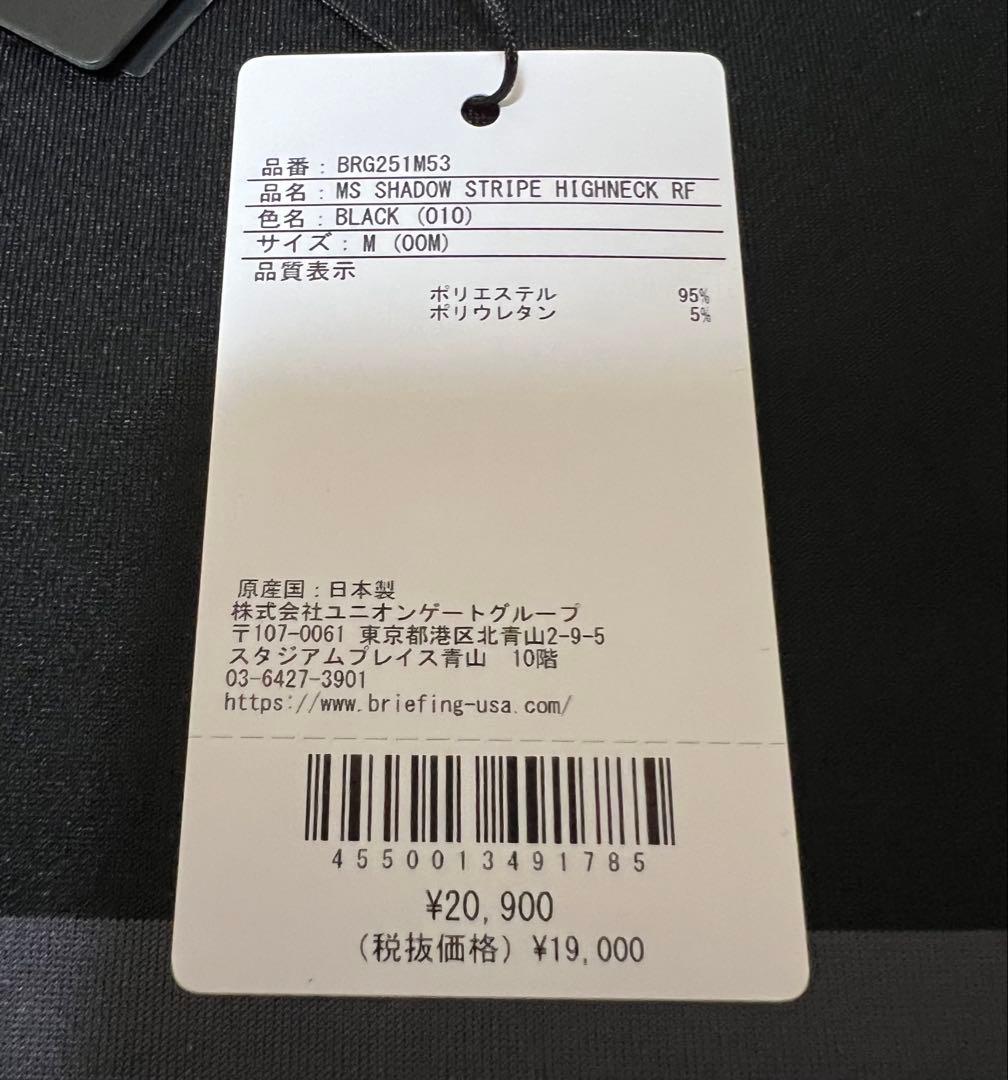 品番：BRG251M53
品名：MS SHADOW STRIPE HIGHNECK RF
色名：BLACK (010)
サイズ：M (00M)
品質表示
ポリエステル 95%
ポリウレタン 5%
原産国：日本製
株式会社ユニオンゲートグループ
〒107-0061 東京都港区北青山2-9-5
スタジアムプレイス青山 10階
03-6427-3901
https://www.briefing-usa.com/
4550013491785
¥20,900
(税抜価格) ¥19,000